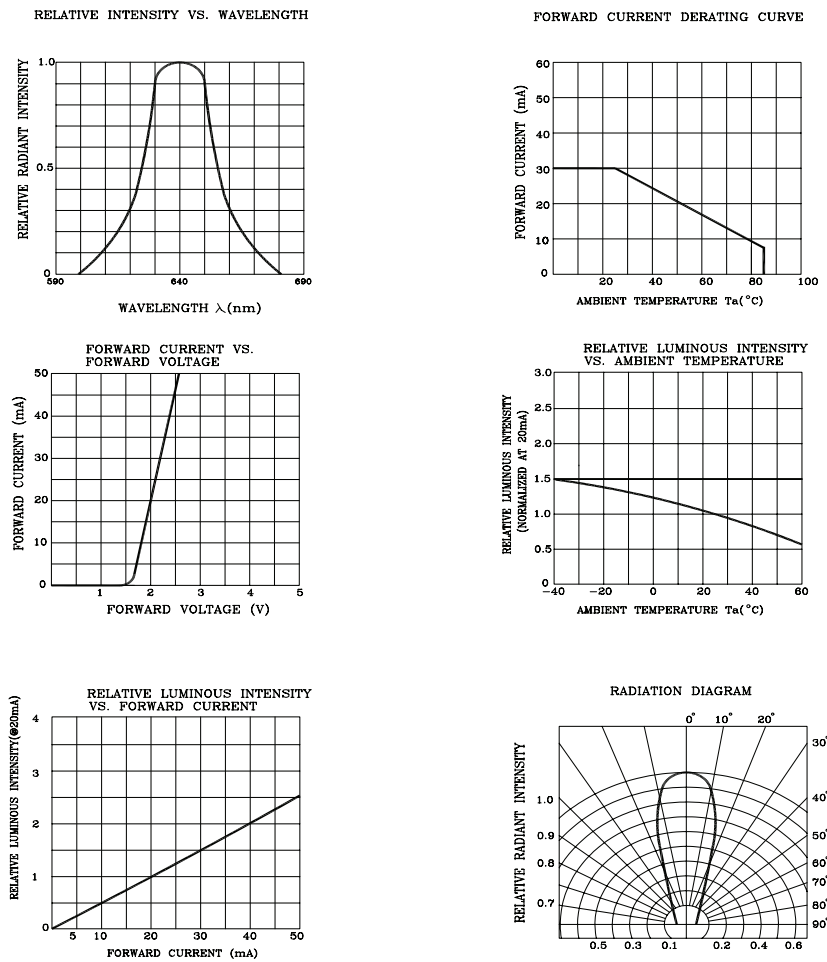 RELATIVE INTENSITY VS. WAVELENGTH
RELATIVE RADIANT INTENSITY
1.0
0.5
0
590 640 690
WAVELENGTH λ(nm)
FORWARD CURRENT DERATING CURVE
FORWARD CURRENT (mA)
60
50
40
30
20
10
0
20 40 60 80 100
AMBIENT TEMPERATURE Ta(°C)
FORWARD CURRENT VS.
FORWARD VOLTAGE
FORWARD CURRENT (mA)
50
40
30
20
10
0
1 2 3 4 5
FORWARD VOLTAGE (V)
RELATIVE LUMINOUS INTENSITY
VS. AMBIENT TEMPERATURE
RELATIVE LUMINOUS INTENSITY
(NORMALIZED AT 20mA)
3.0
2.5
2.0
1.5
1.0
0.5
0
-40 -20 0 20 40 60
AMBIENT TEMPERATURE Ta(°C)
RELATIVE LUMINOUS INTENSITY
VS. FORWARD CURRENT
RELATIVE LUMINOUS INTENSITY(@20mA)
4
3
2
1
0
5 10 20 30 40 50
FORWARD CURRENT (mA)
RADIATION DIAGRAM
RELATIVE RADIANT INTENSITY
0° 10° 20°
30°
40°
50°
60°
70°
80°
90°
1.0
0.9
0.8
0.7
0.5 0.3 0.1 0.2 0.4 0.6